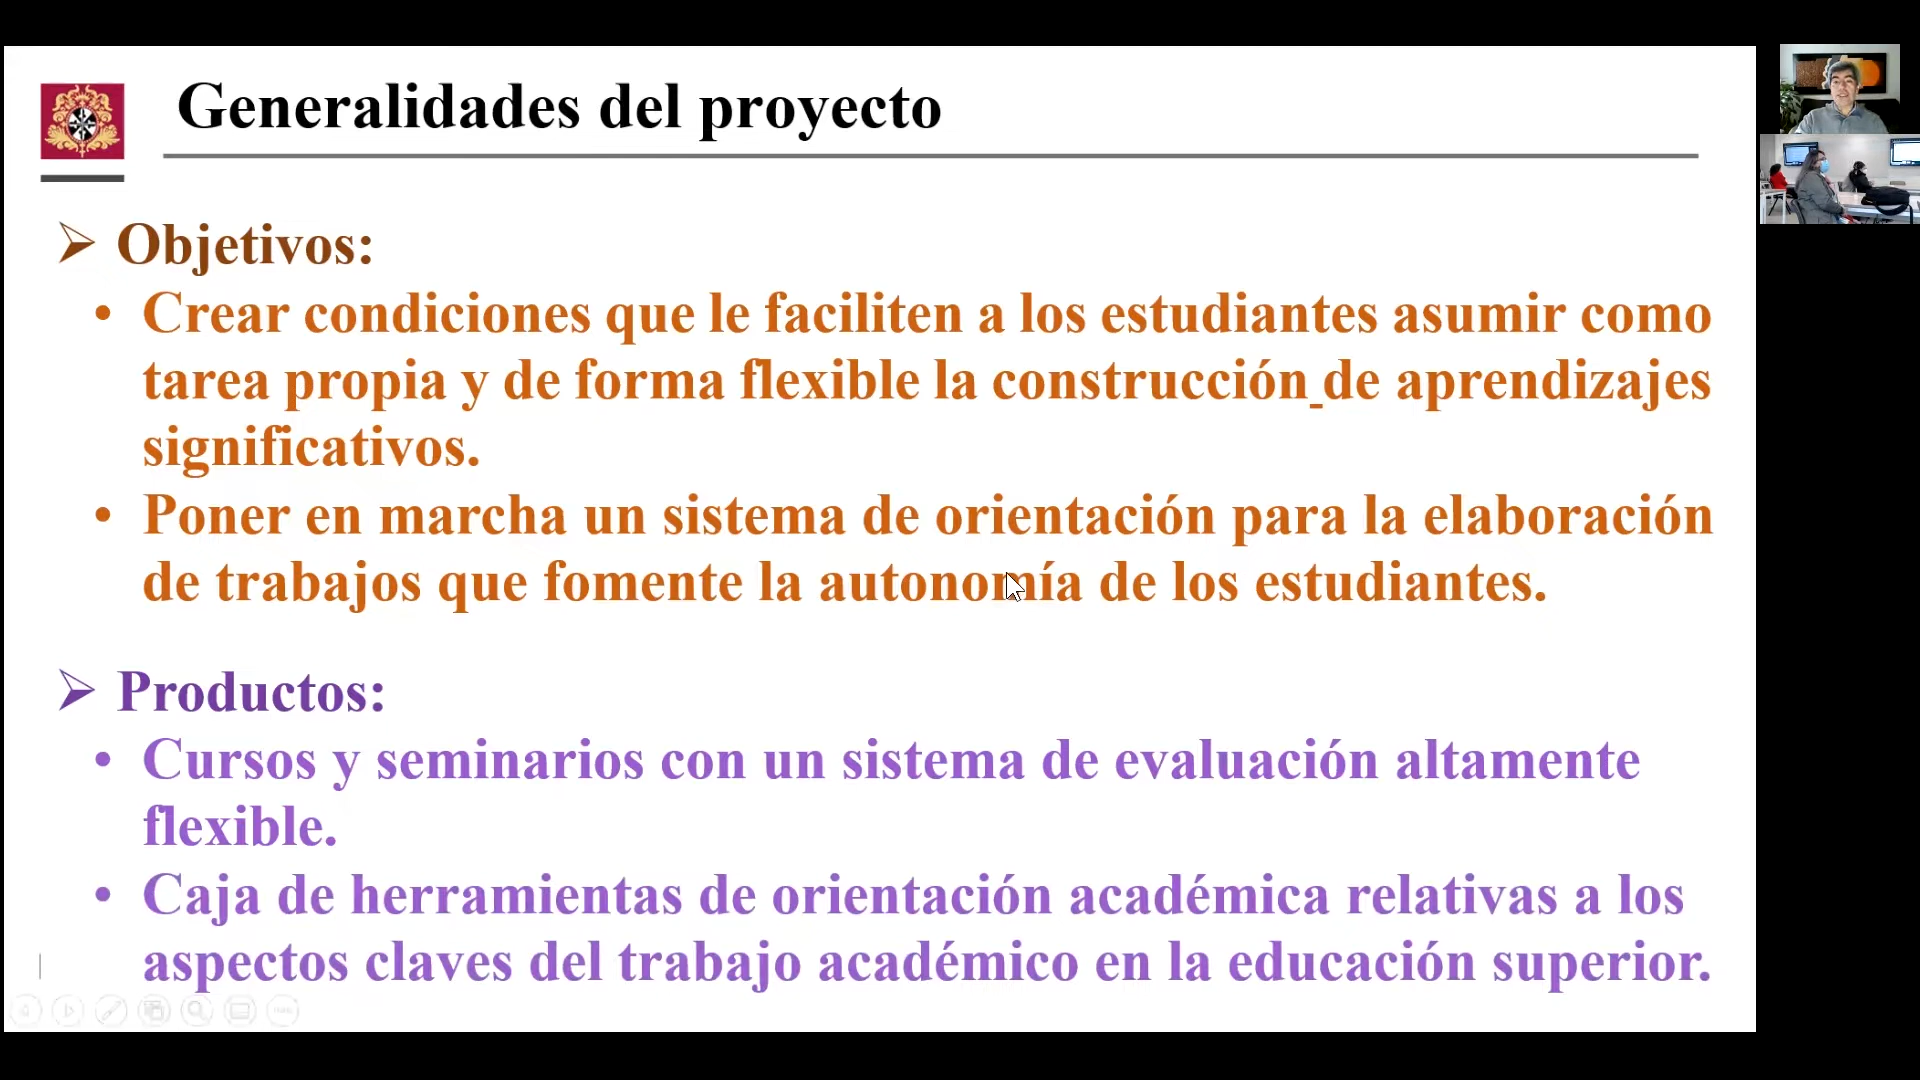 Generalidades del proyecto
➢ Objetivos:
• Crear condiciones que le faciliten a los estudiantes asumir como
tarea propia y de forma flexible la construcción de aprendizajes
significativos.
• Poner en marcha un sistema de orientación para la elaboración
de trabajos que fomente la autonomía de los estudiantes.
➢ Productos:
• Cursos y seminarios con un sistema de evaluación altamente
flexible.
• Caja de herramientas de orientación académica relativas a los
aspectos claves del trabajo académico en la educación superior.